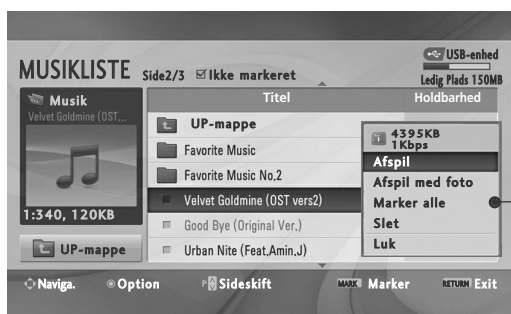 USB-enhed
MUSIKLISTE Side2/3 Ikke markeret
Ledig Plads 150MB
Musik
Velvet Goldmine (OST...
1:340, 120KB
UP-mappe
Titel Holdbarhed
UP-mappe
Favorite Music
Favorite Music No,2
Velvet Goldmine (OST vers2)
Good Bye (Original Ver.)
Urban Nite (Feat,Amin,J)
4395KB
1Kbps
Afspil
Afspil med foto
Marker alle
Slet
Luk
Naviga. Option P Sideskift MARK Marker RETURN Exit